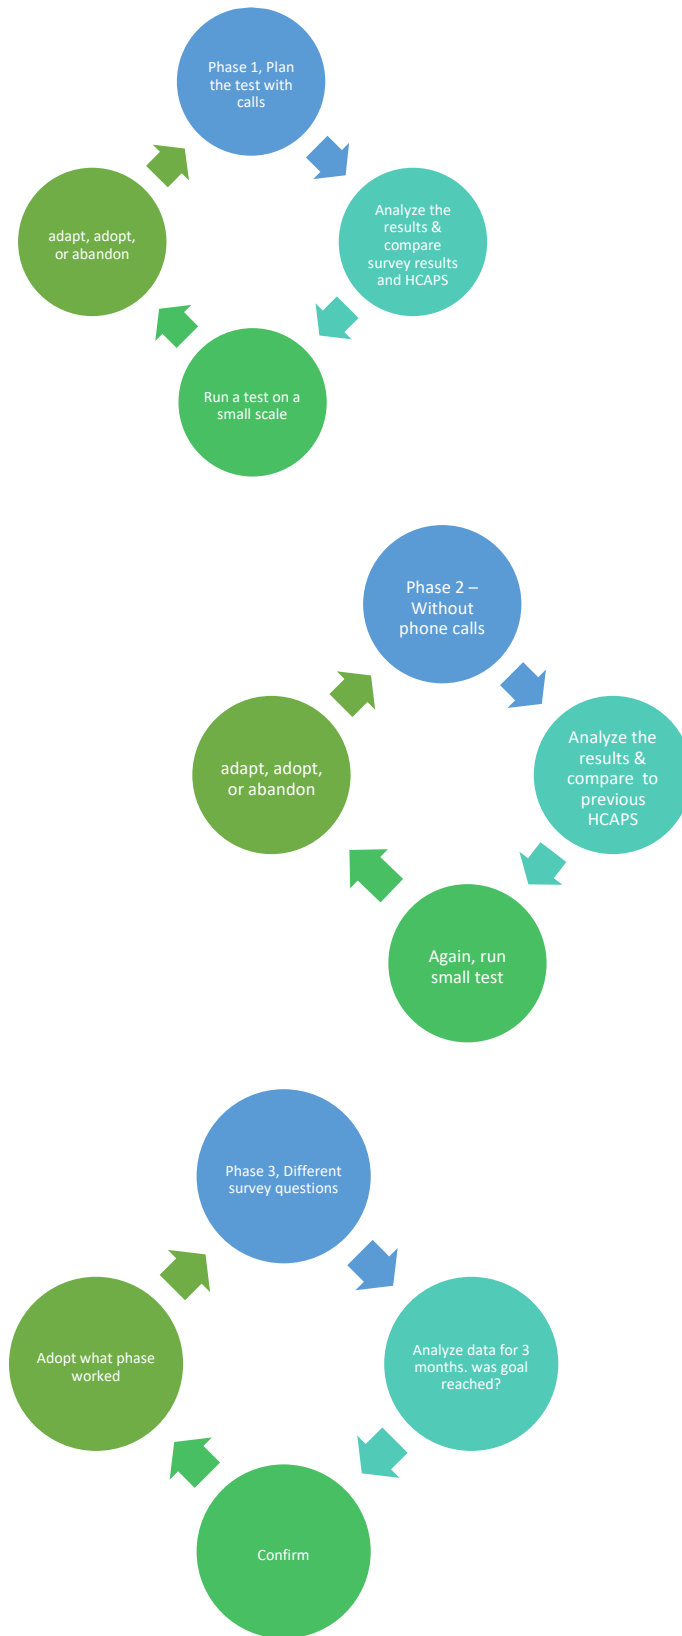 Phase 1, Plan
the test with
calls
Analyze the
results &
compare
survey results
and HCAPS
Run a test on a
small scale
adapt, adopt,
or abandon
Phase 2 –
Without
phone calls
Analyze the
results &
compare  to
previous
HCAPS
Again, run
small test
adapt, adopt,
or abandon
Phase 3, Different
survey questions
Analyze data for 3
months. was goal
reached?
Confirm
Adopt what phase
worked